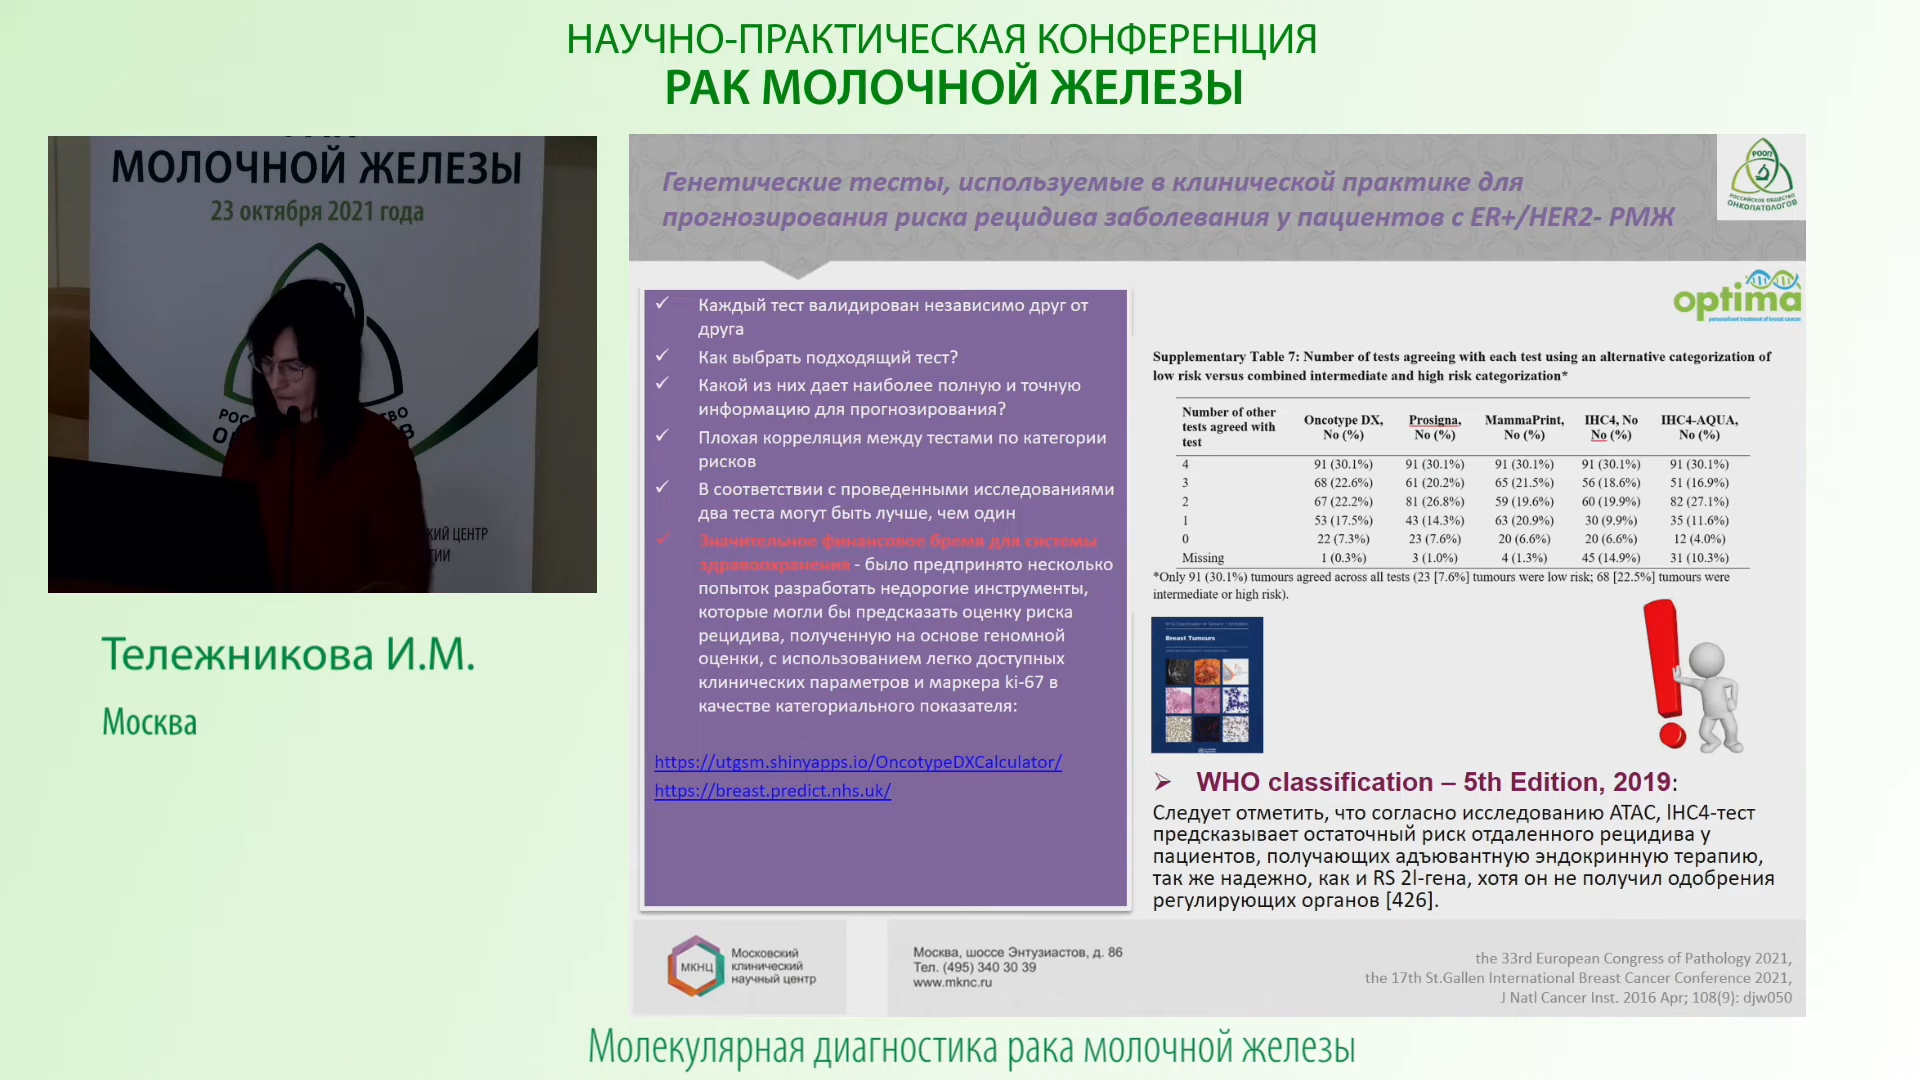 НАУЧНО-ПРАКТИЧЕСКАЯ КОНФЕРЕНЦИЯ
РАК МОЛОЧНОЙ ЖЕЛЕЗЫ
МОЛОЧНОЙ ЖЕЛЕЗЫ
23 октября 2021 года
Тележникова И.М.
Москва
Генетические тесты, используемые в клинической практике для
прогнозирования риска рецидива заболевания у пациентов с ER+/HER2- РМЖ
РООП
РОССИЙСКОЕ ОБЩЕСТВО
ОНКОПАТОЛОГОВ
Каждый тест валидирован независимо друг от
друга
Как выбрать подходящий тест?
Какой из них дает наиболее полную и точную
информацию для прогнозирования?
Плохая корреляция между тестами по категории
рисков
В соответствии с проведенными исследованиями
два теста могут быть лучше, чем один
Значительное финансовое бремя для системы
здравоохранения - было предпринято несколько
попыток разработать недорогие инструменты,
которые могли бы предсказать оценку риска
рецидива, полученную на основе геномной
оценки, с использованием легко доступных
клинических параметров и маркера ki-67 в
качестве категориального показателя:
https://utgsm.shinyapps.io/OncotypeDXCalculator/
https://breast.predict.nhs.uk/
optima
personalised treatment of breast cancer
Supplementary Table 7: Number of tests agreeing with each test using an alternative categorization of
low risk versus combined intermediate and high risk categorization*
Number of other tests agreed with test Oncotype DX, No (%) Prosigna, No (%) MammaPrint, No (%) IHC4, No No (%) IHC4-AQUA, No (%)
4 91 (30.1%) 91 (30.1%) 91 (30.1%) 91 (30.1%) 91 (30.1%)
3 68 (22.6%) 61 (20.2%) 65 (21.5%) 56 (18.6%) 51 (16.9%)
2 67 (22.2%) 81 (26.8%) 59 (19.6%) 60 (19.9%) 82 (27.1%)
1 53 (17.5%) 43 (14.3%) 63 (20.9%) 30 (9.9%) 35 (11.6%)
0 22 (7.3%) 23 (7.6%) 20 (6.6%) 20 (6.6%) 12 (4.0%)
Missing 1 (0.3%) 3 (1.0%) 4 (1.3%) 45 (14.9%) 31 (10.3%)
*Only 91 (30.1%) tumours agreed across all tests (23 [7.6%] tumours were low risk; 68 [22.5%] tumours were
intermediate or high risk).
Breast Tumours
WHO classification – 5th Edition, 2019:
Следует отметить, что согласно исследованию ATAC, IHC4-тест
предсказывает остаточный риск отдаленного рецидива у
пациентов, получающих адъювантную эндокринную терапию,
так же надежно, как и RS 2l-гена, хотя он не получил одобрения
регулирующих органов [426].
МКНЦ
Московский
клинический
научный центр
Москва, шоссе Энтузиастов, д. 86
Тел. (495) 340 30 39
www.mknc.ru
the 33rd European Congress of Pathology 2021,
the 17th St.Gallen International Breast Cancer Conference 2021,
J Natl Cancer Inst. 2016 Apr; 108(9): djw050
Молекулярная диагностика рака молочной железы